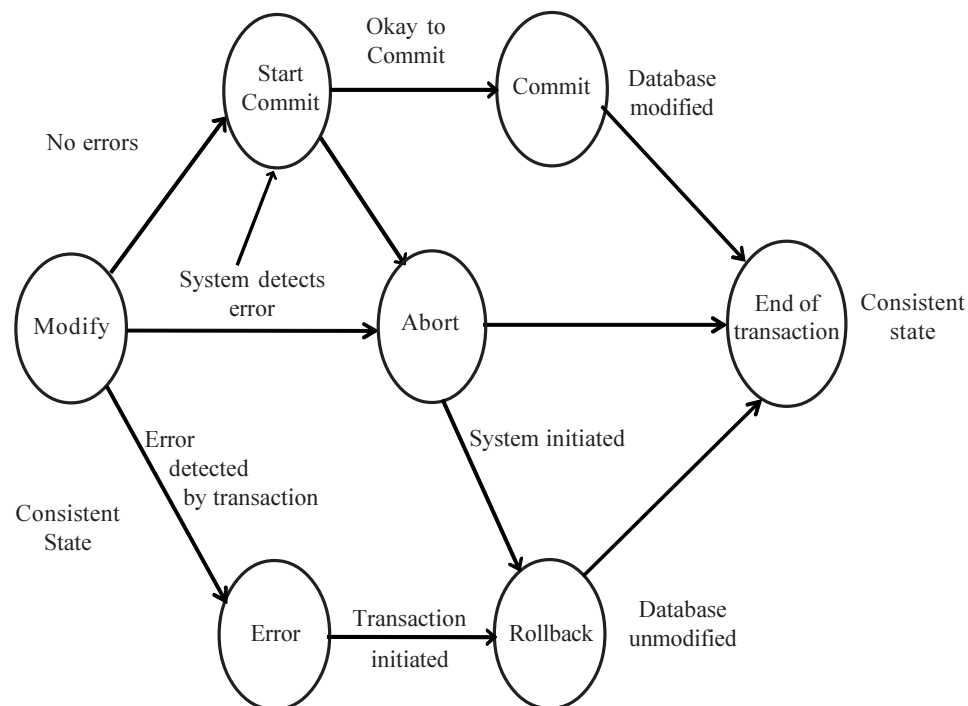 Okay to
Commit
Start
Commit
Commit
Database
modified
No errors
System detects
error
Modify
Abort
End of
transaction
Consistent
state
Error
detected
by transaction
System initiated
Consistent
State
Error
Transaction
initiated
Rollback
Database
unmodified